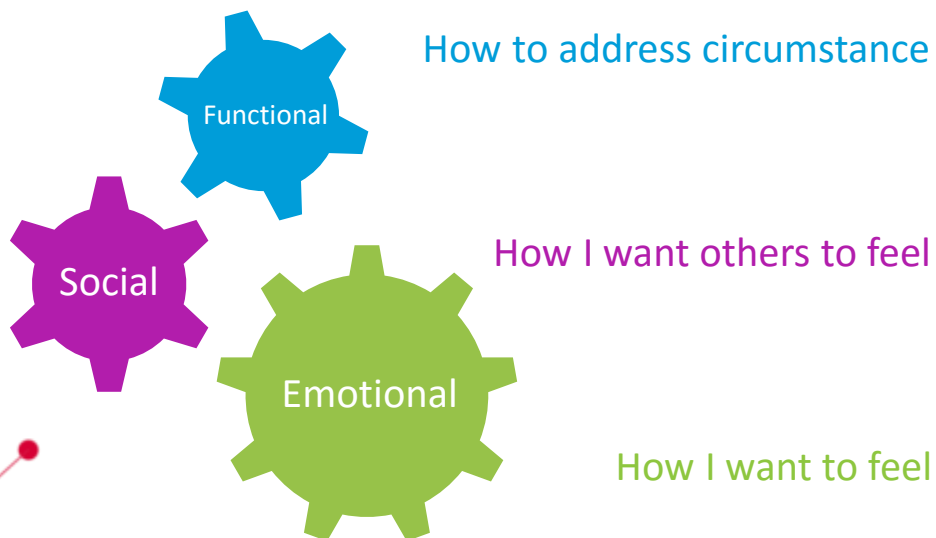 Functional
How to address circumstance
Social
How I want others to feel
Emotional
How I want to feel